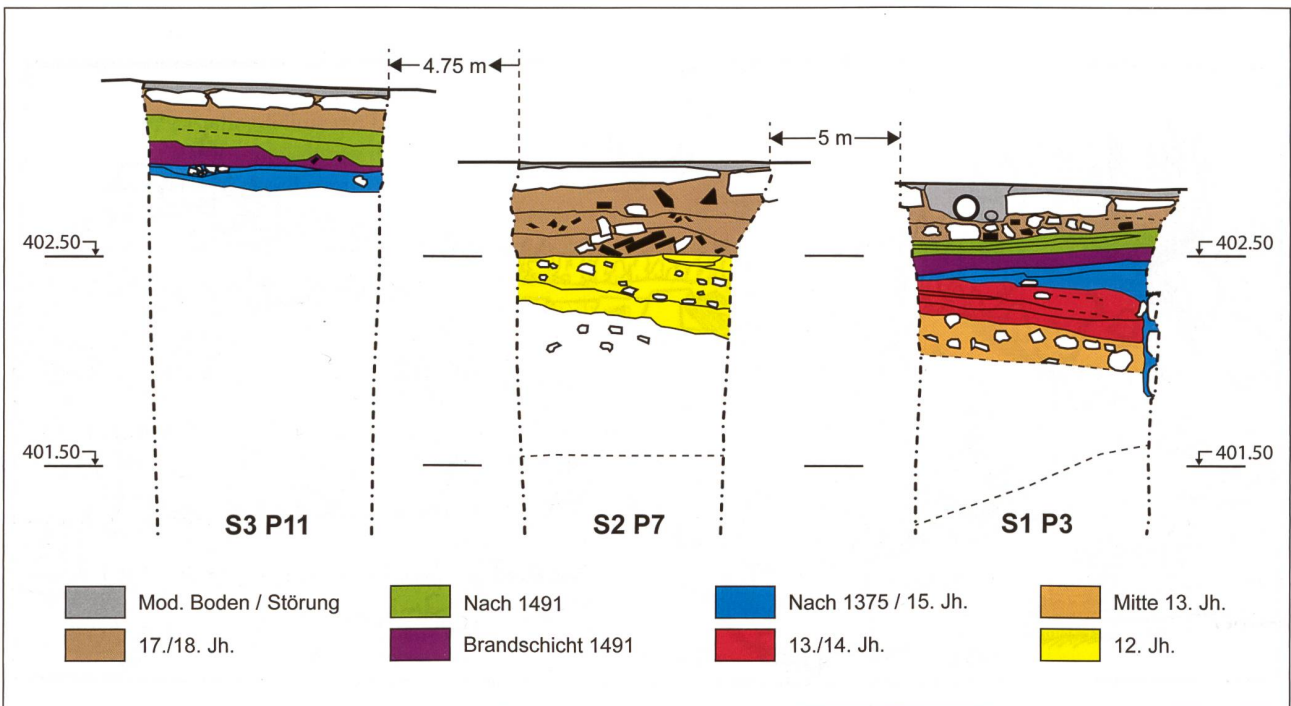 4.75 m
5 m
402.50
402.50
401.50
401.50
S3 P11
S2 P7
S1 P3
Mod. Boden / Störung
Nach 1491
Nach 1375 / 15. Jh.
Mitte 13. Jh.
17./18. Jh.
Brandschicht 1491
13./14. Jh.
12. Jh.